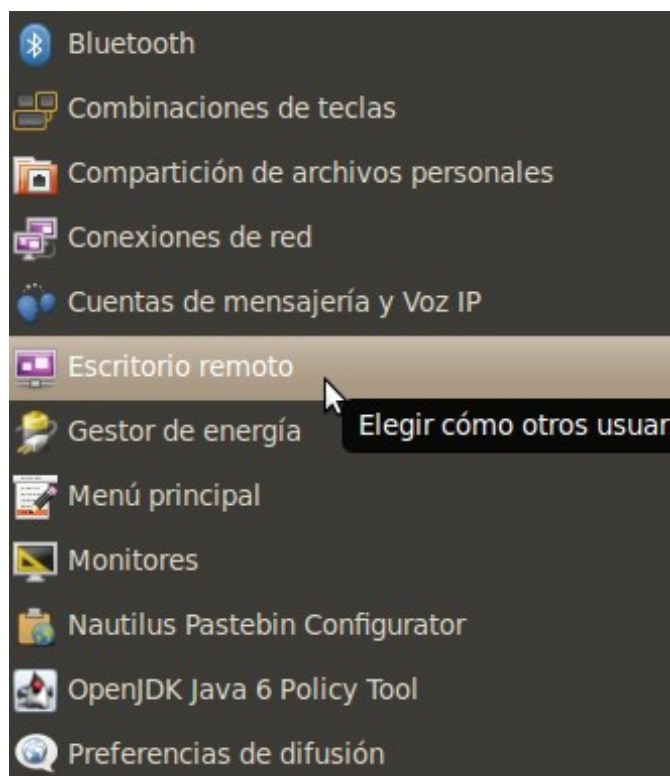 Bluetooth
Combinaciones de teclas
Compartición de archivos personales
Conexiones de red
Cuentas de mensajería y Voz IP
Escritorio remoto
Elegir cómo otros usuar
Gestor de energía
Menú principal
Monitores
Nautilus Pastebin Configurator
OpenJDK Java 6 Policy Tool
Preferencias de difusión